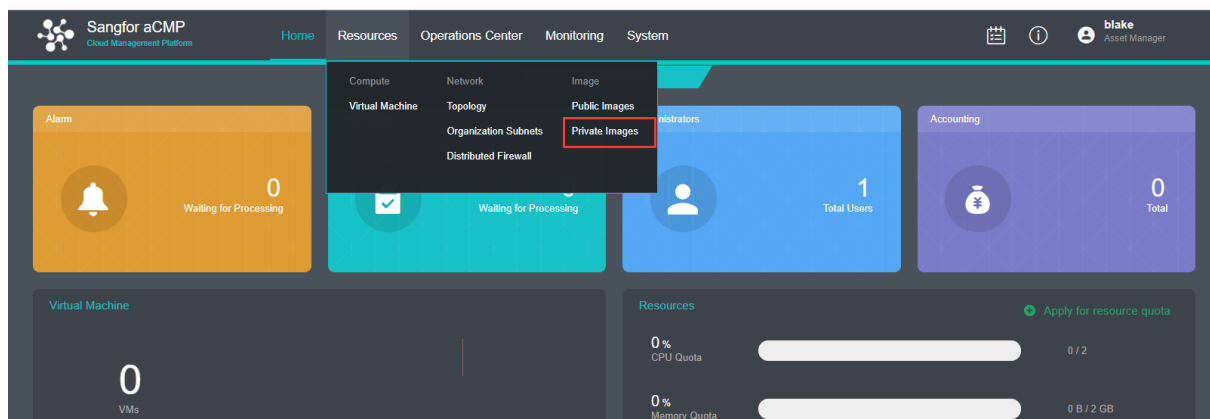 Sangfor aCMP
Cloud Management Platform
Home
Resources
Operations Center
Monitoring
System
blake
Asset Manager
Compute
Network
Image
Virtual Machine
Topology
Public Images
Organization Subnets
Private Images
Distributed Firewall
Alarm
0
Waiting for Processing
Waiting for Processing
1
Total Users
Accounting
¥
0
Total
Virtual Machine
0
VMs
Resources
Apply for resource quota
0 %
CPU Quota
0 / 2
0 %
Memory Quota
0 B / 2 GB